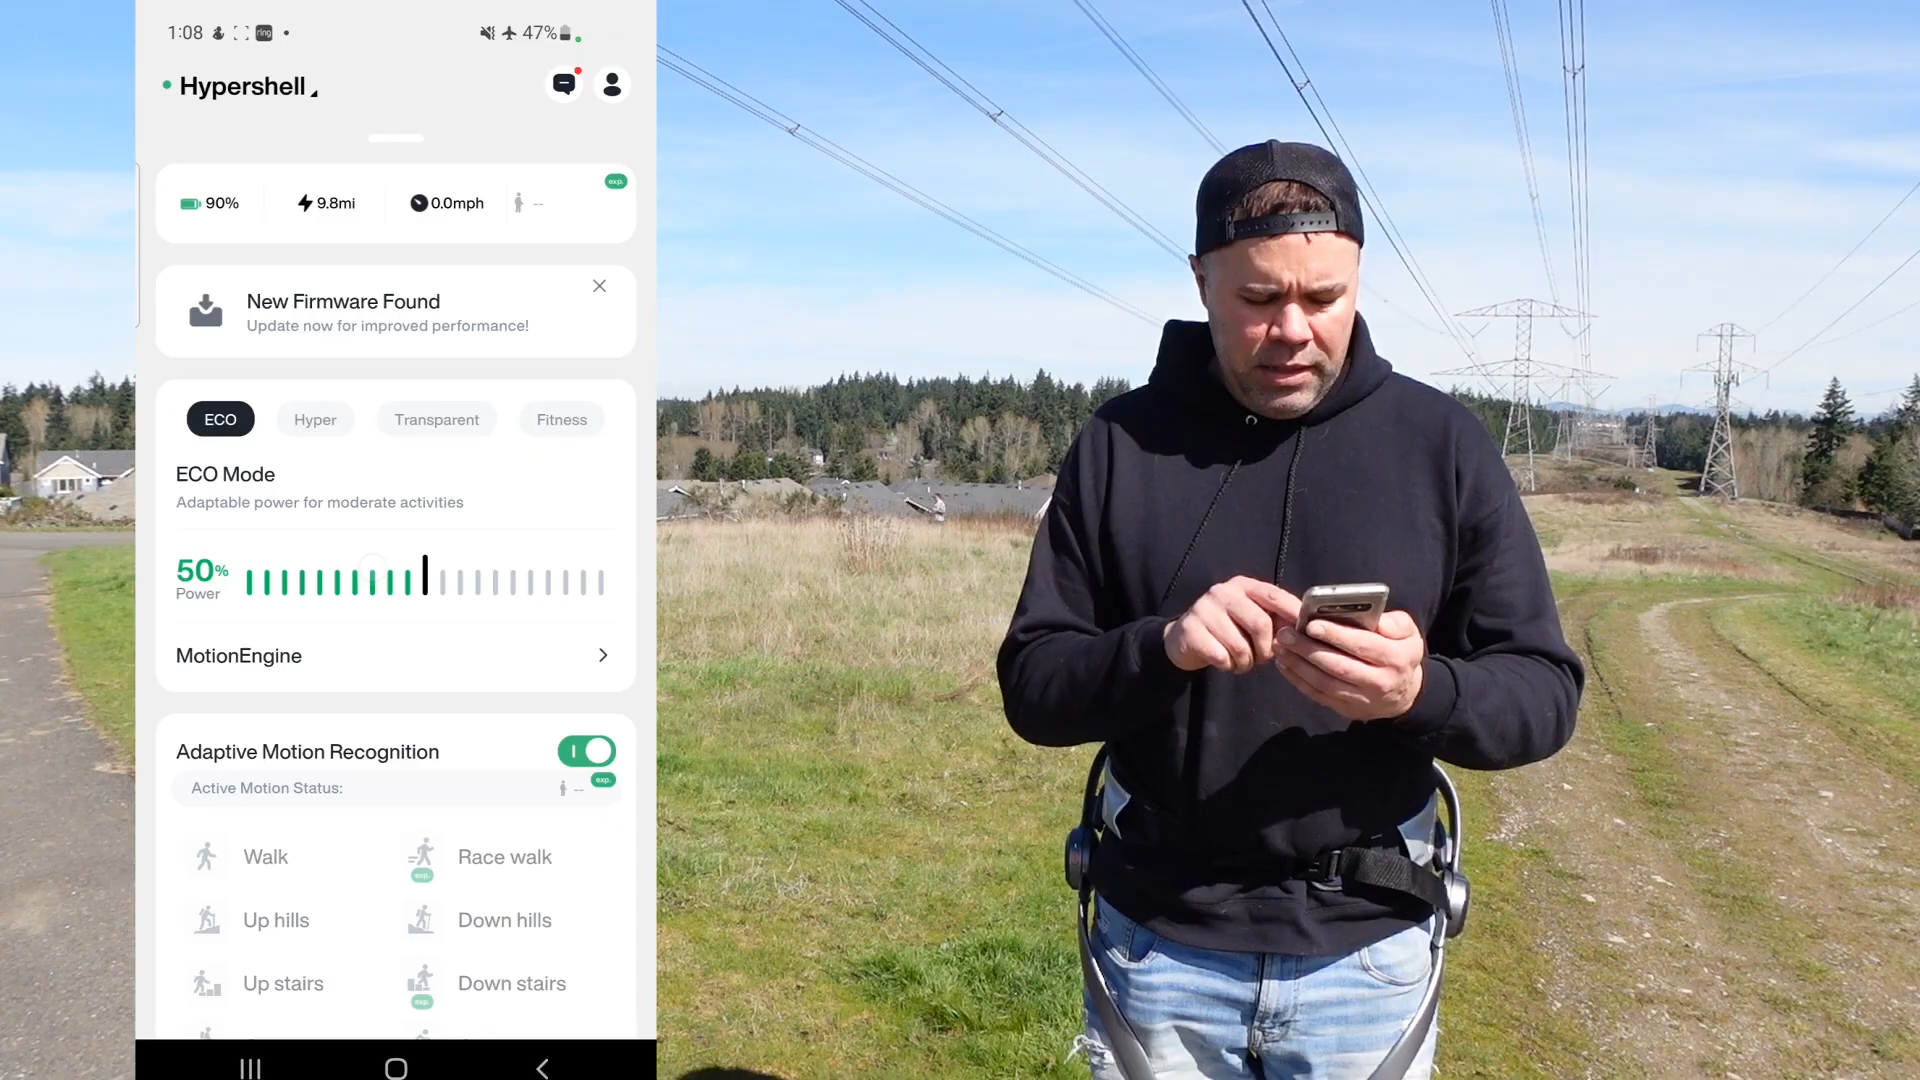 1:08 ring 47%
Hypershell
exp.
90% 9.8mi 0.0mph --
New Firmware Found
Update now for improved performance!
ECO Hyper Transparent Fitness
ECO Mode
Adaptable power for moderate activities
50%
Power
MotionEngine
Adaptive Motion Recognition
Active Motion Status: -- exp.
Walk Race walk
exp.
Up hills Down hills
Up stairs Down stairs
exp.